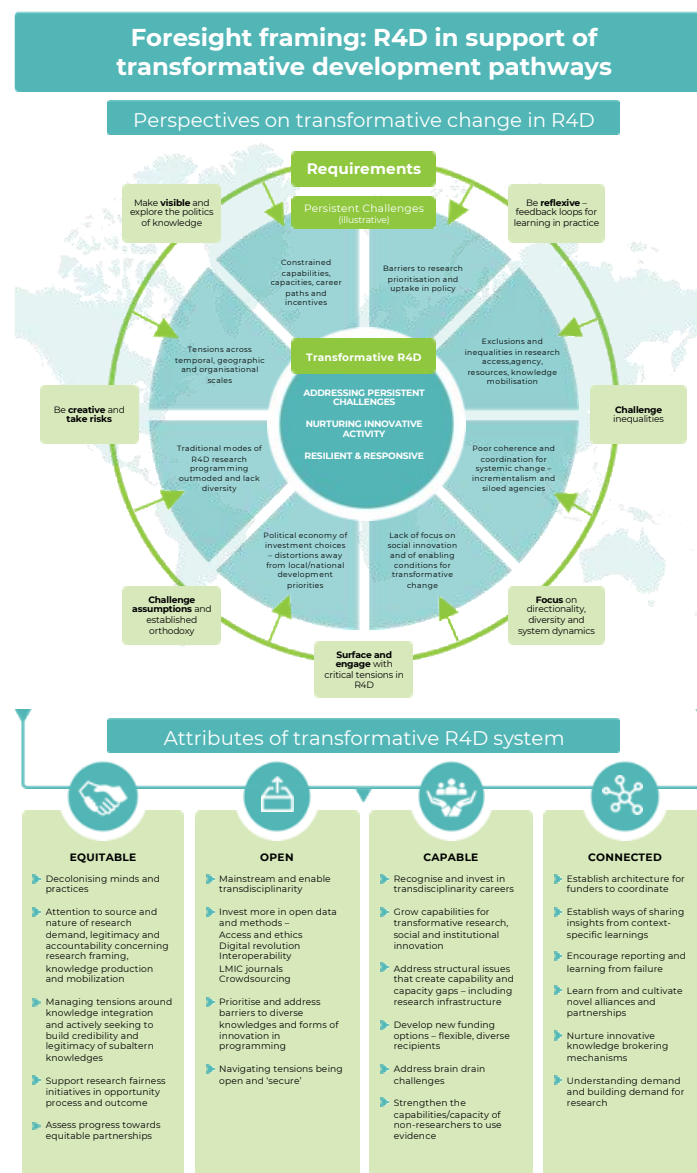 Foresight framing: R4D in support of
transformative development pathways
Perspectives on transformative change in R4D
Requirements
Persistent Challenges
(illustrative)
Make visible and
explore the politics
of knowledge
Be reflexive –
feedback loops for
learning in practice
Constrained
capabilities,
capacities, career
paths and
incentives
Barriers to research
prioritisation and
uptake in policy
Tensions across
temporal, geographic
and organisational
scales
Exclusions and
inequalities in research
access,agency,
resources, knowledge
mobilisation
Transformative R4D
ADDRESSING PERSISTENT
CHALLENGES
NURTURING INNOVATIVE
ACTIVITY
RESILIENT & RESPONSIVE
Be creative and
take risks
Challenge
inequalities
Traditional modes of
R4D research
programming
outmoded and lack
diversity
Poor coherence and
coordination for
systemic change –
incrementalism and
siloed agencies
Political economy of
investment choices
– distortions away
from local/national
development
priorities
Lack of focus on
social innovation
and of enabling
conditions for
transformative
change
Challenge
assumptions and
established
orthodoxy
Focus on
directionality,
diversity and
system dynamics
Surface and
engage with
critical tensions in
R4D
Attributes of transformative R4D system
EQUITABLE
Decolonising minds and
practices
Attention to source and
nature of research
demand, legitimacy and
accountability concerning
research framing,
knowledge production
and mobilization
Managing tensions around
knowledge integration
and actively seeking to
build credibility and
legitimacy of subaltern
knowledges
Support research fairness
initiatives in opportunity
process and outcome
Assess progress towards
equitable partnerships
OPEN
Mainstream and enable
transdisciplinarity
Invest more in open data
and methods –
Access and ethics
Digital revolution
Interoperability
LMIC journals
Crowdsourcing
Prioritise and address
barriers to diverse
knowledges and forms of
innovation in
programming
Navigating tensions being
open and ‘secure’
CAPABLE
Recognise and invest in
transdisciplinarity careers
Grow capabilities for
transformative research,
social and institutional
innovation
Address structural issues
that create capability and
capacity gaps – including
research infrastructure
Develop new funding
options – flexible, diverse
recipients
Address brain drain
challenges
Strengthen the
capabilities/capacity of
non-researchers to use
evidence
CONNECTED
Establish architecture for
funders to coordinate
Establish ways of sharing
insights from context-
specific learnings
Encourage reporting and
learning from failure
Learn from and cultivate
novel alliances and
partnerships
Nurture innovative
knowledge brokering
mechanisms
Understanding demand
and building demand for
research